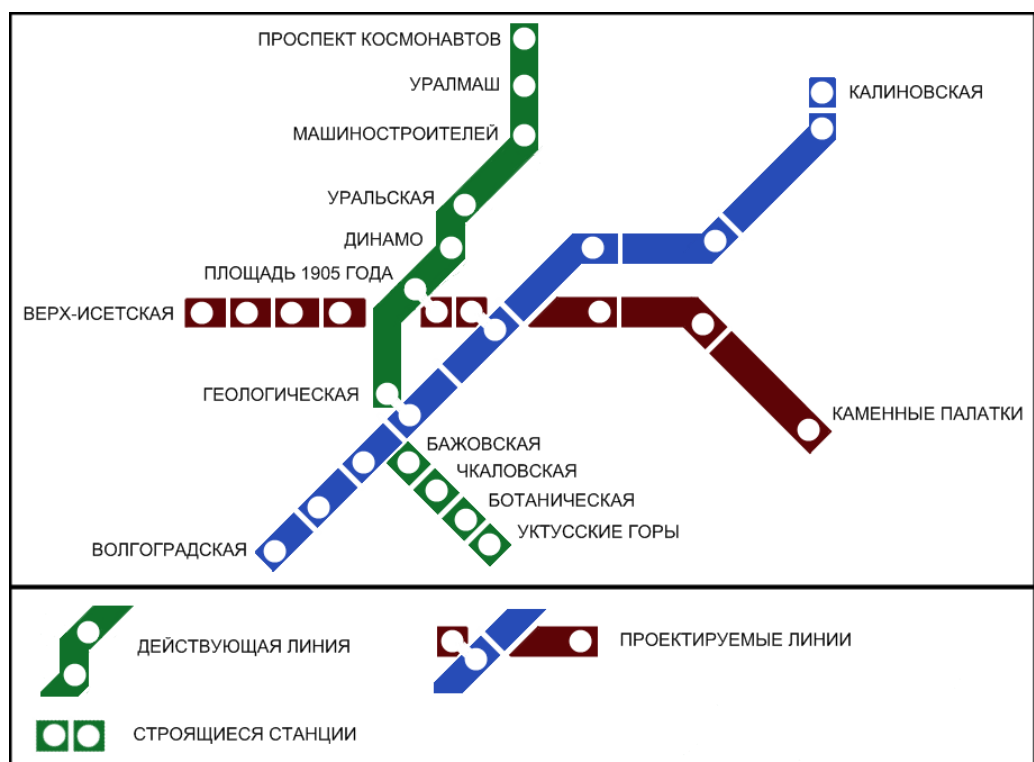 ПРОСПЕКТ КОСМОНАВТОВ
УРАЛМАШ
КАЛИНОВСКАЯ
МАШИНОСТРОИТЕЛЕЙ
УРАЛЬСКАЯ
ДИНАМО
ПЛОЩАДЬ 1905 ГОДА
ВЕРХ-ИСЕТСКАЯ
ГЕОЛОГИЧЕСКАЯ
КАМЕННЫЕ ПАЛАТКИ
БАЖОВСКАЯ
ЧКАЛОВСКАЯ
БОТАНИЧЕСКАЯ
УКТУССКИЕ ГОРЫ
ВОЛГОГРАДСКАЯ
ДЕЙСТВУЮЩАЯ ЛИНИЯ
ПРОЕКТИРУЕМЫЕ ЛИНИИ
СТРОЯЩИЕСЯ СТАНЦИИ